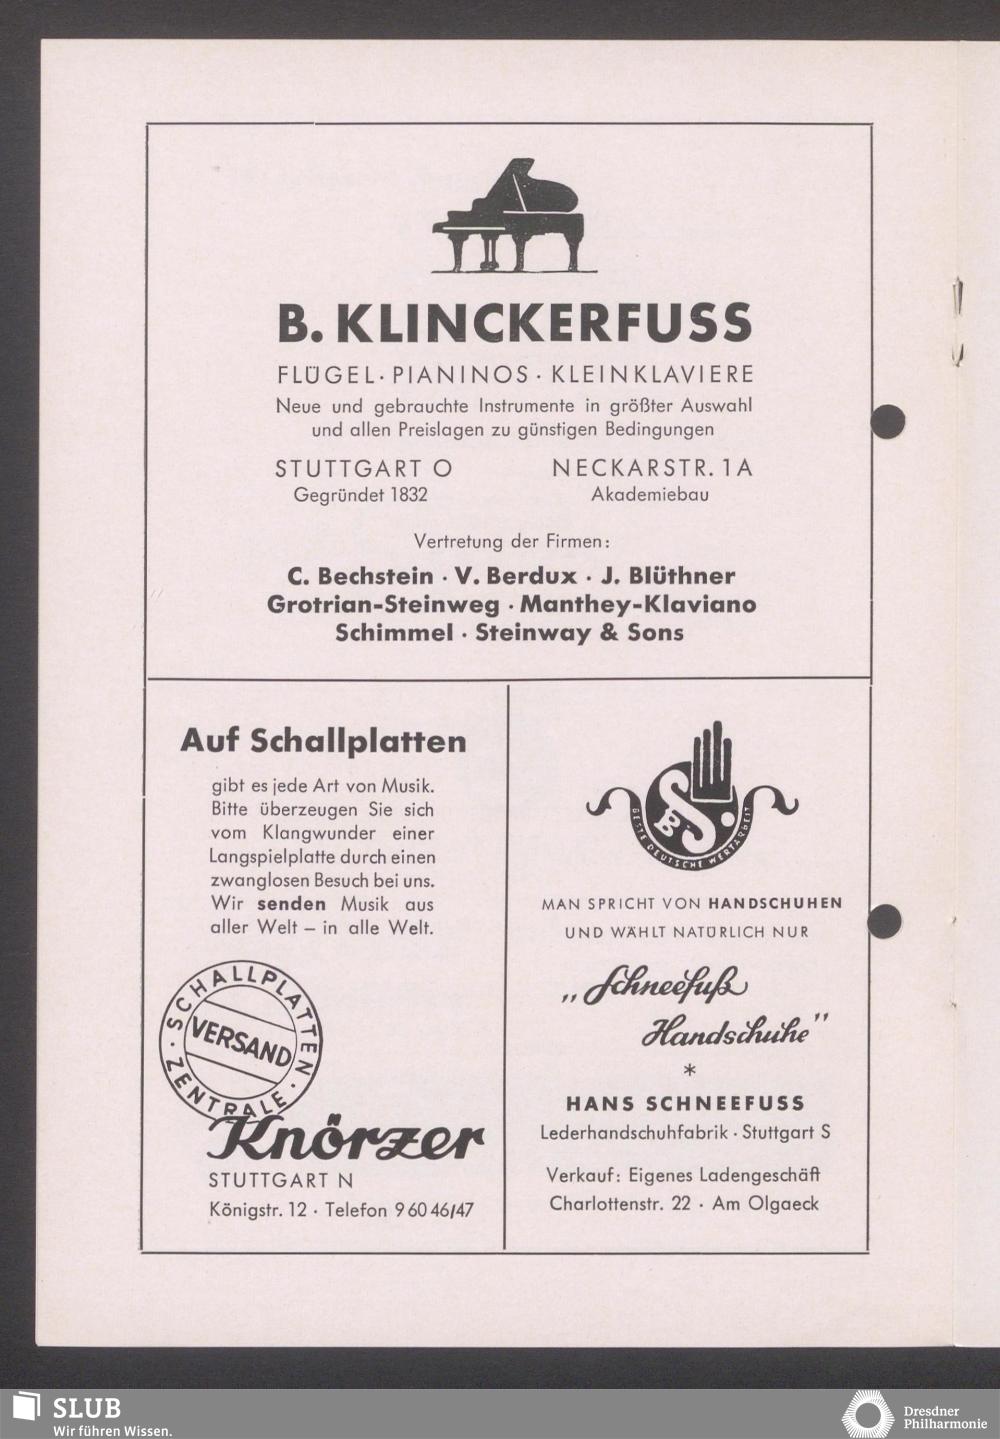 B. KLINCKERFUSS
FLÜGEL · PIANINOS · KLEINKLAVIERE
Neue und gebrauchte Instrumente in größter Auswahl
und allen Preislagen zu günstigen Bedingungen
STUTTGART O NECKARSTR. 1A
Gegründet 1832 Akademiebau
Vertretung der Firmen:
C. Bechstein · V. Berdux · J. Blüthner
Grotrian-Steinweg · Manthey-Klaviano
Schimmel · Steinway & Sons
Auf Schallplatten
gibt es jede Art von Musik.
Bitte überzeugen Sie sich
vom Klangwunder einer
Langspielplatte durch einen
zwanglosen Besuch bei uns.
Wir senden Musik aus
aller Welt – in alle Welt.
· SCHALLPLATTEN ·
VERSAND
ZENTRALE
Knörzer
STUTTGART N
Königstr. 12 · Telefon 9 60 46/47
S
B
BESTE DEUTSCHE WERTARBEIT
MAN SPRICHT VON HANDSCHUHEN
UND WÄHLT NATÜRLICH NUR
„Schneefuß
Handschuhe"
*
HANS SCHNEEFUSS
Lederhandschuhfabrik · Stuttgart S
Verkauf: Eigenes Ladengeschäft
Charlottenstr. 22 · Am Olgaeck
SLUB
Wir führen Wissen.
Dresdner
Philharmonie